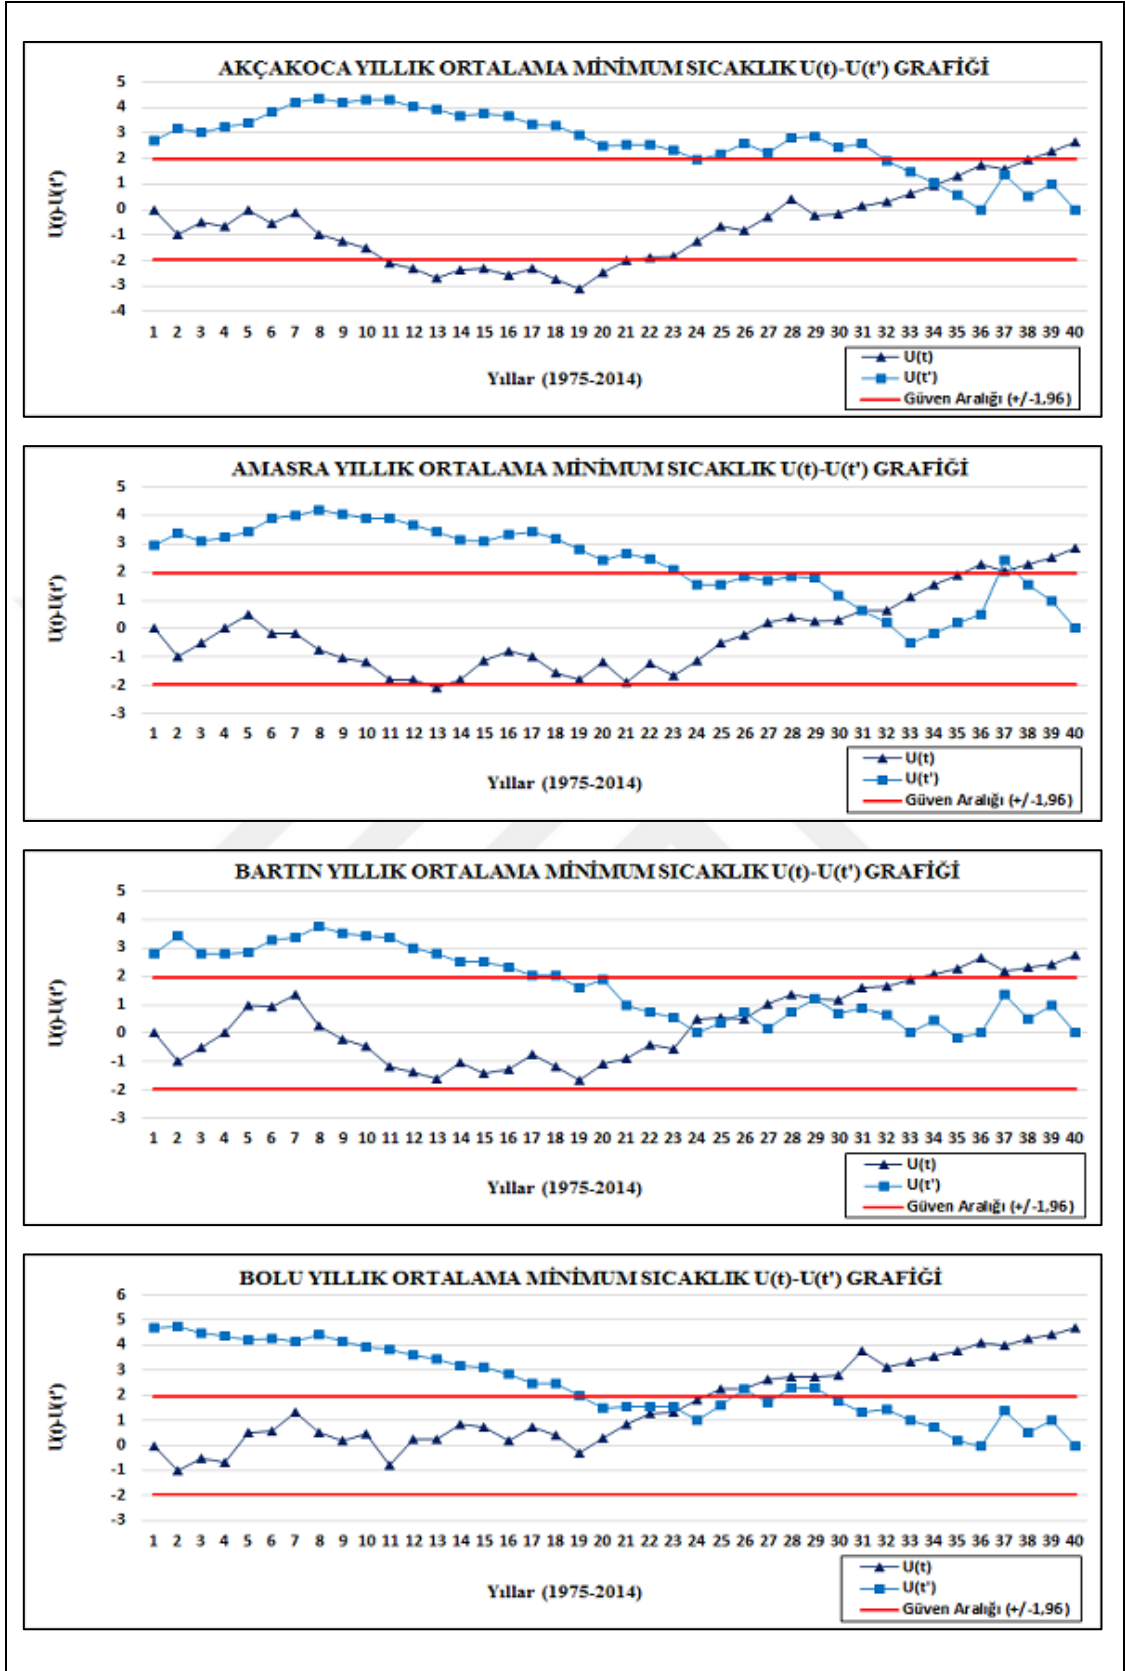 AKÇAKOCA YILLIK ORTALAMA MİNİMUM SICAKLIK U(t)-U(t') GRAFİĞİ
5
4
3
2
1
0
-1
-2
-3
-4
U(t)-U(t')
1 2 3 4 5 6 7 8 9 10 11 12 13 14 15 16 17 18 19 20 21 22 23 24 25 26 27 28 29 30 31 32 33 34 35 36 37 38 39 40
Yıllar (1975-2014)
U(t)
U(t')
Güven Aralığı (+/-1,96)
AMASRA YILLIK ORTALAMA MİNİMUM SICAKLIK U(t)-U(t') GRAFİĞİ
5
4
3
2
1
0
-1
-2
-3
U(t)-U(t')
1 2 3 4 5 6 7 8 9 10 11 12 13 14 15 16 17 18 19 20 21 22 23 24 25 26 27 28 29 30 31 32 33 34 35 36 37 38 39 40
Yıllar (1975-2014)
U(t)
U(t')
Güven Aralığı (+/-1,96)
BARTIN YILLIK ORTALAMA MİNİMUM SICAKLIK U(t)-U(t') GRAFİĞİ
5
4
3
2
1
0
-1
-2
-3
U(t)-U(t')
1 2 3 4 5 6 7 8 9 10 11 12 13 14 15 16 17 18 19 20 21 22 23 24 25 26 27 28 29 30 31 32 33 34 35 36 37 38 39 40
Yıllar (1975-2014)
U(t)
U(t')
Güven Aralığı (+/-1,96)
BOLU YILLIK ORTALAMA MİNİMUM SICAKLIK U(t)-U(t') GRAFİĞİ
6
5
4
3
2
1
0
-1
-2
-3
U(t)-U(t')
1 2 3 4 5 6 7 8 9 10 11 12 13 14 15 16 17 18 19 20 21 22 23 24 25 26 27 28 29 30 31 32 33 34 35 36 37 38 39 40
Yıllar (1975-2014)
U(t)
U(t')
Güven Aralığı (+/-1,96)